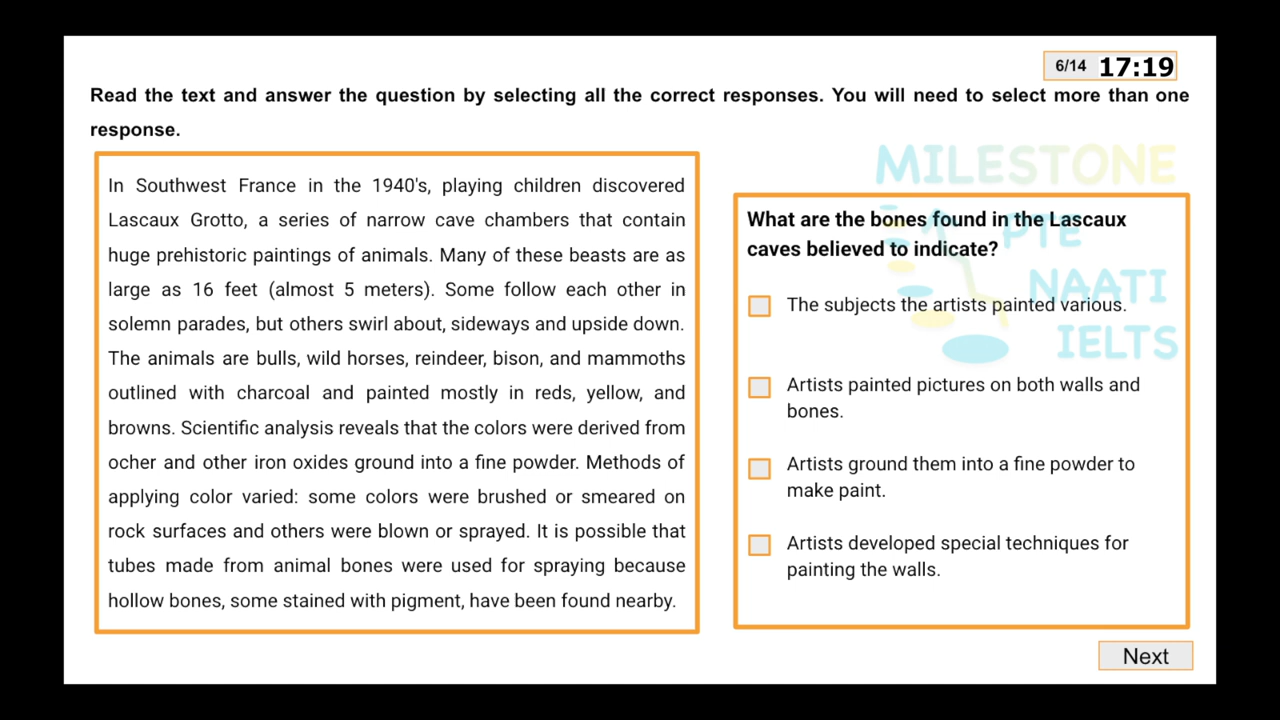 6/14 17:19
Read the text and answer the question by selecting all the correct responses. You will need to select more than one
response.
In Southwest France in the 1940's, playing children discovered
Lascaux Grotto, a series of narrow cave chambers that contain
huge prehistoric paintings of animals. Many of these beasts are as
large as 16 feet (almost 5 meters). Some follow each other in
solemn parades, but others swirl about, sideways and upside down.
The animals are bulls, wild horses, reindeer, bison, and mammoths
outlined with charcoal and painted mostly in reds, yellow, and
browns. Scientific analysis reveals that the colors were derived from
ocher and other iron oxides ground into a fine powder. Methods of
applying color varied: some colors were brushed or smeared on
rock surfaces and others were blown or sprayed. It is possible that
tubes made from animal bones were used for spraying because
hollow bones, some stained with pigment, have been found nearby.
MILESTONE
PTE
NAATI
IELTS
What are the bones found in the Lascaux
caves believed to indicate?
The subjects the artists painted various.
Artists painted pictures on both walls and
bones.
Artists ground them into a fine powder to
make paint.
Artists developed special techniques for
painting the walls.
Next